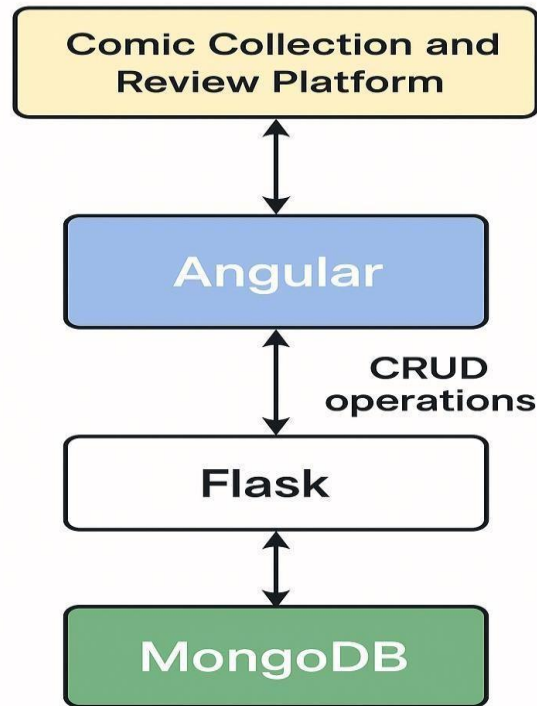 Comic Collection and
Review Platform
Angular
CRUD
operations
Flask
MongoDB